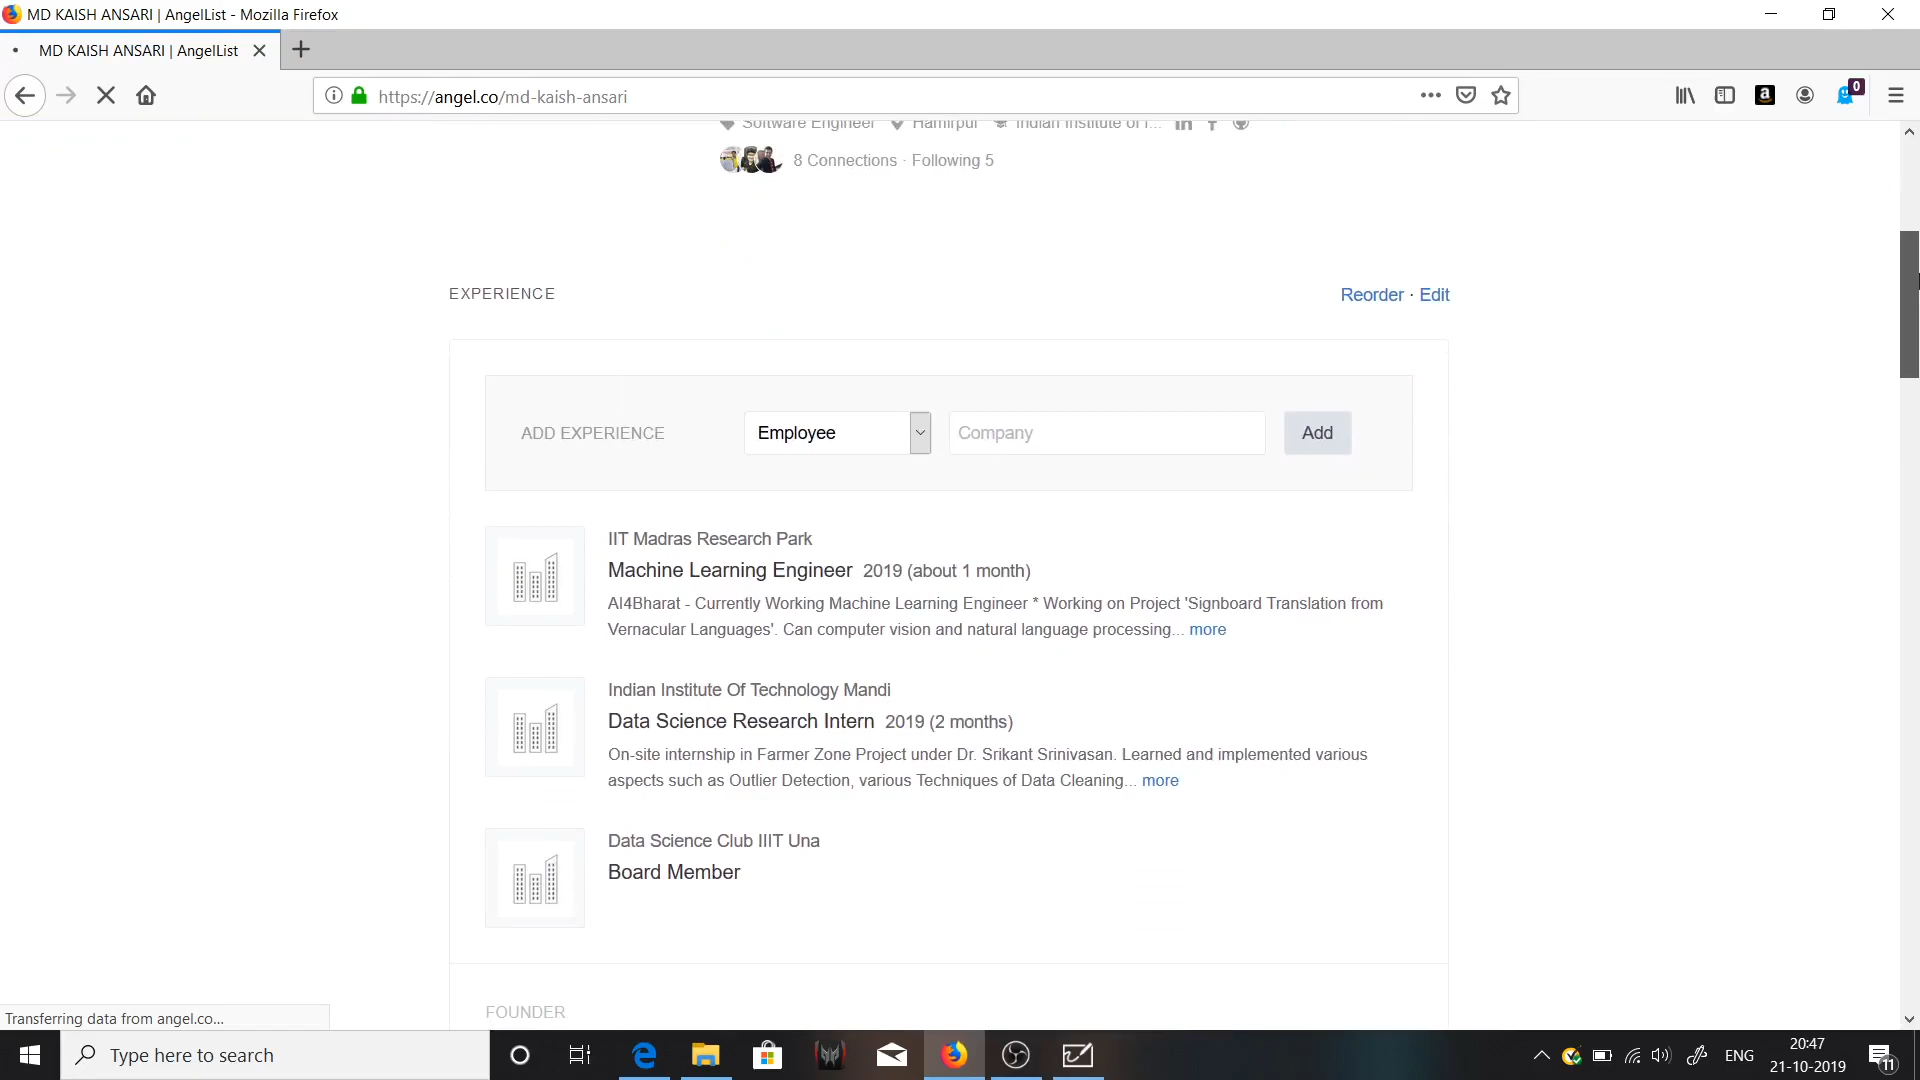 MD KAISH ANSARI | AngelList - Mozilla Firefox
MD KAISH ANSARI | AngelList
https://angel.co/md-kaish-ansari
0
Software Engineer Hamirpur Indian Institute of I...
8 Connections · Following 5
EXPERIENCE
Reorder · Edit
ADD EXPERIENCE
Employee
Company
Add
IIT Madras Research Park
Machine Learning Engineer 2019 (about 1 month)
AI4Bharat - Currently Working Machine Learning Engineer * Working on Project 'Signboard Translation from
Vernacular Languages'. Can computer vision and natural language processing... more
Indian Institute Of Technology Mandi
Data Science Research Intern 2019 (2 months)
On-site internship in Farmer Zone Project under Dr. Srikant Srinivasan. Learned and implemented various
aspects such as Outlier Detection, various Techniques of Data Cleaning... more
Data Science Club IIIT Una
Board Member
FOUNDER
Transferring data from angel.co...
Type here to search
ENG
20:47
21-10-2019
11